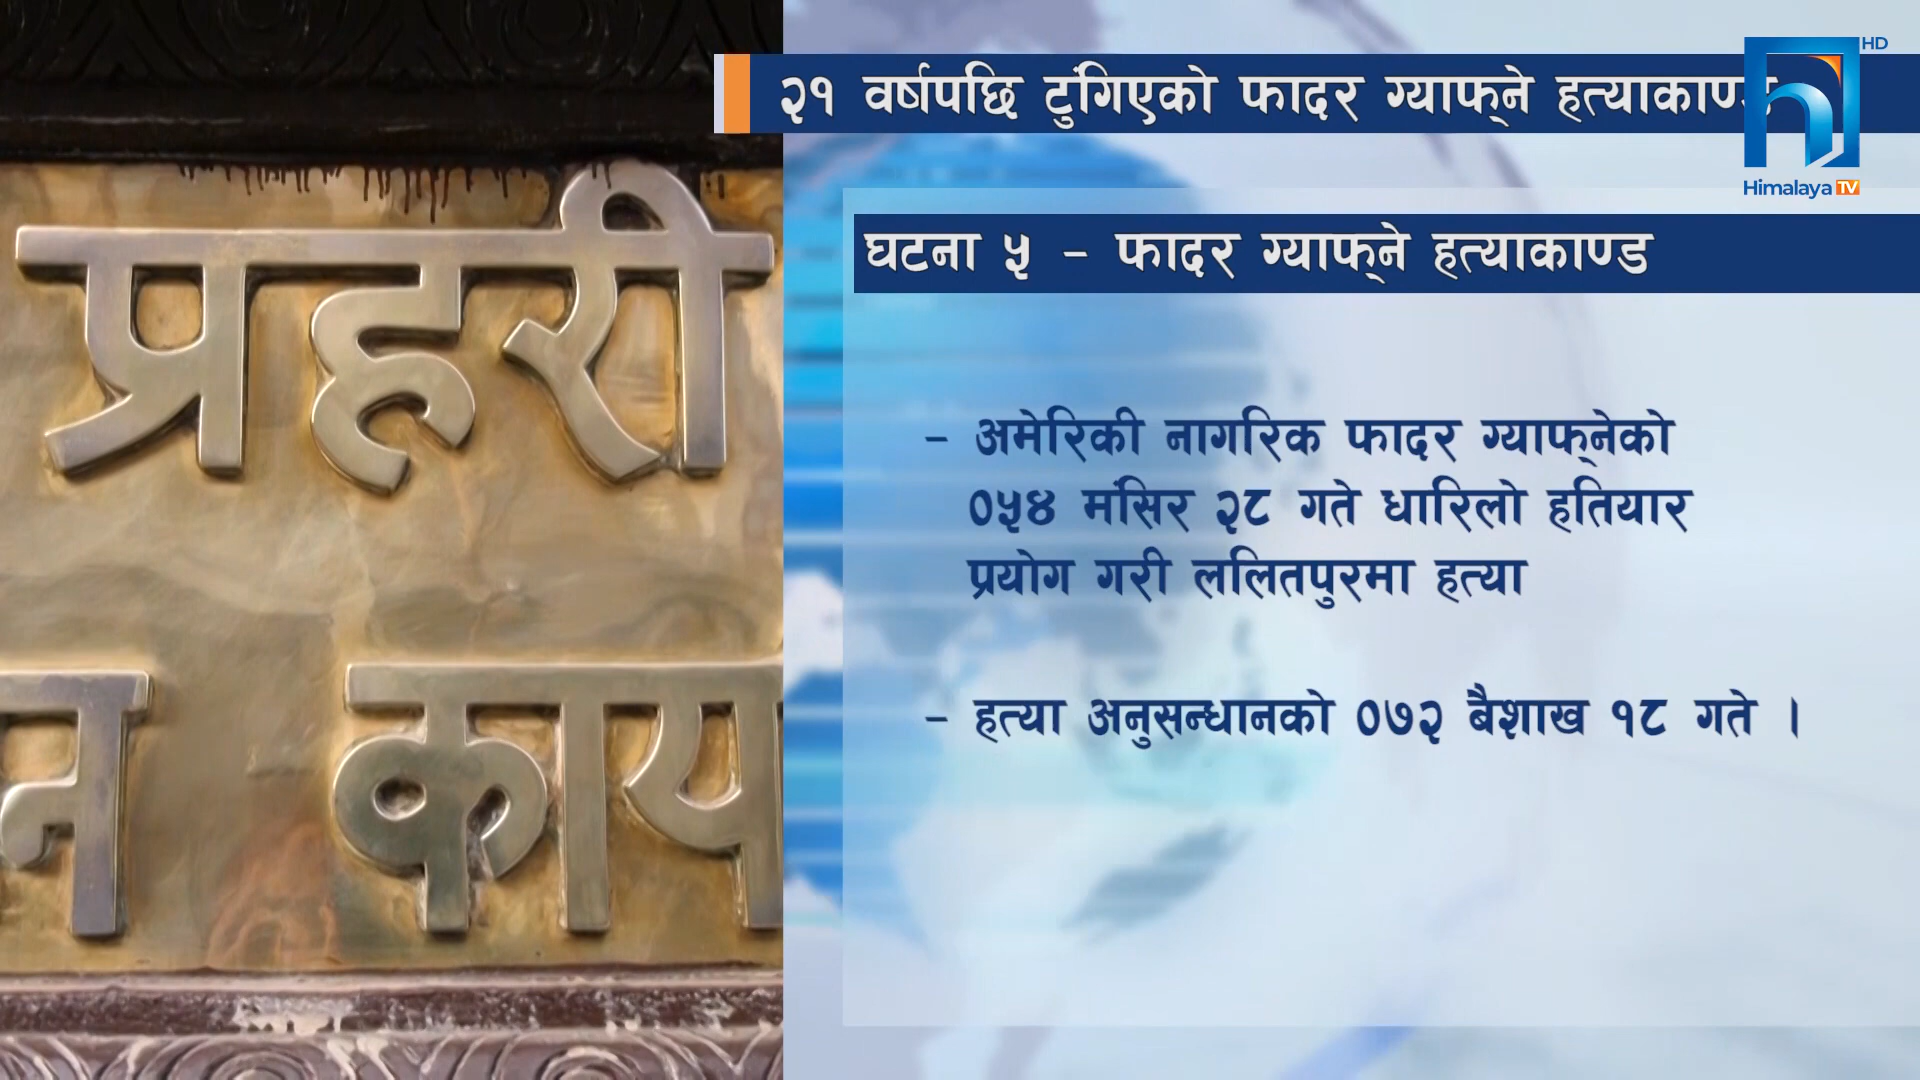 २१ वर्षपछि टुंगिएको फादर ग्याफ्ने हत्याकाण्ड
HD
Himalaya TV
घटना ५ - फादर ग्याफ्ने हत्याकाण्ड
प्रहरी
- अमेरिकी नागरिक फादर ग्याफ्नेको
०५४ मंसिर २८ गते धारिलो हतियार
प्रयोग गरी ललितपुरमा हत्या
- हत्या अनुसन्धानको ०७२ बैशाख १८ गते ।